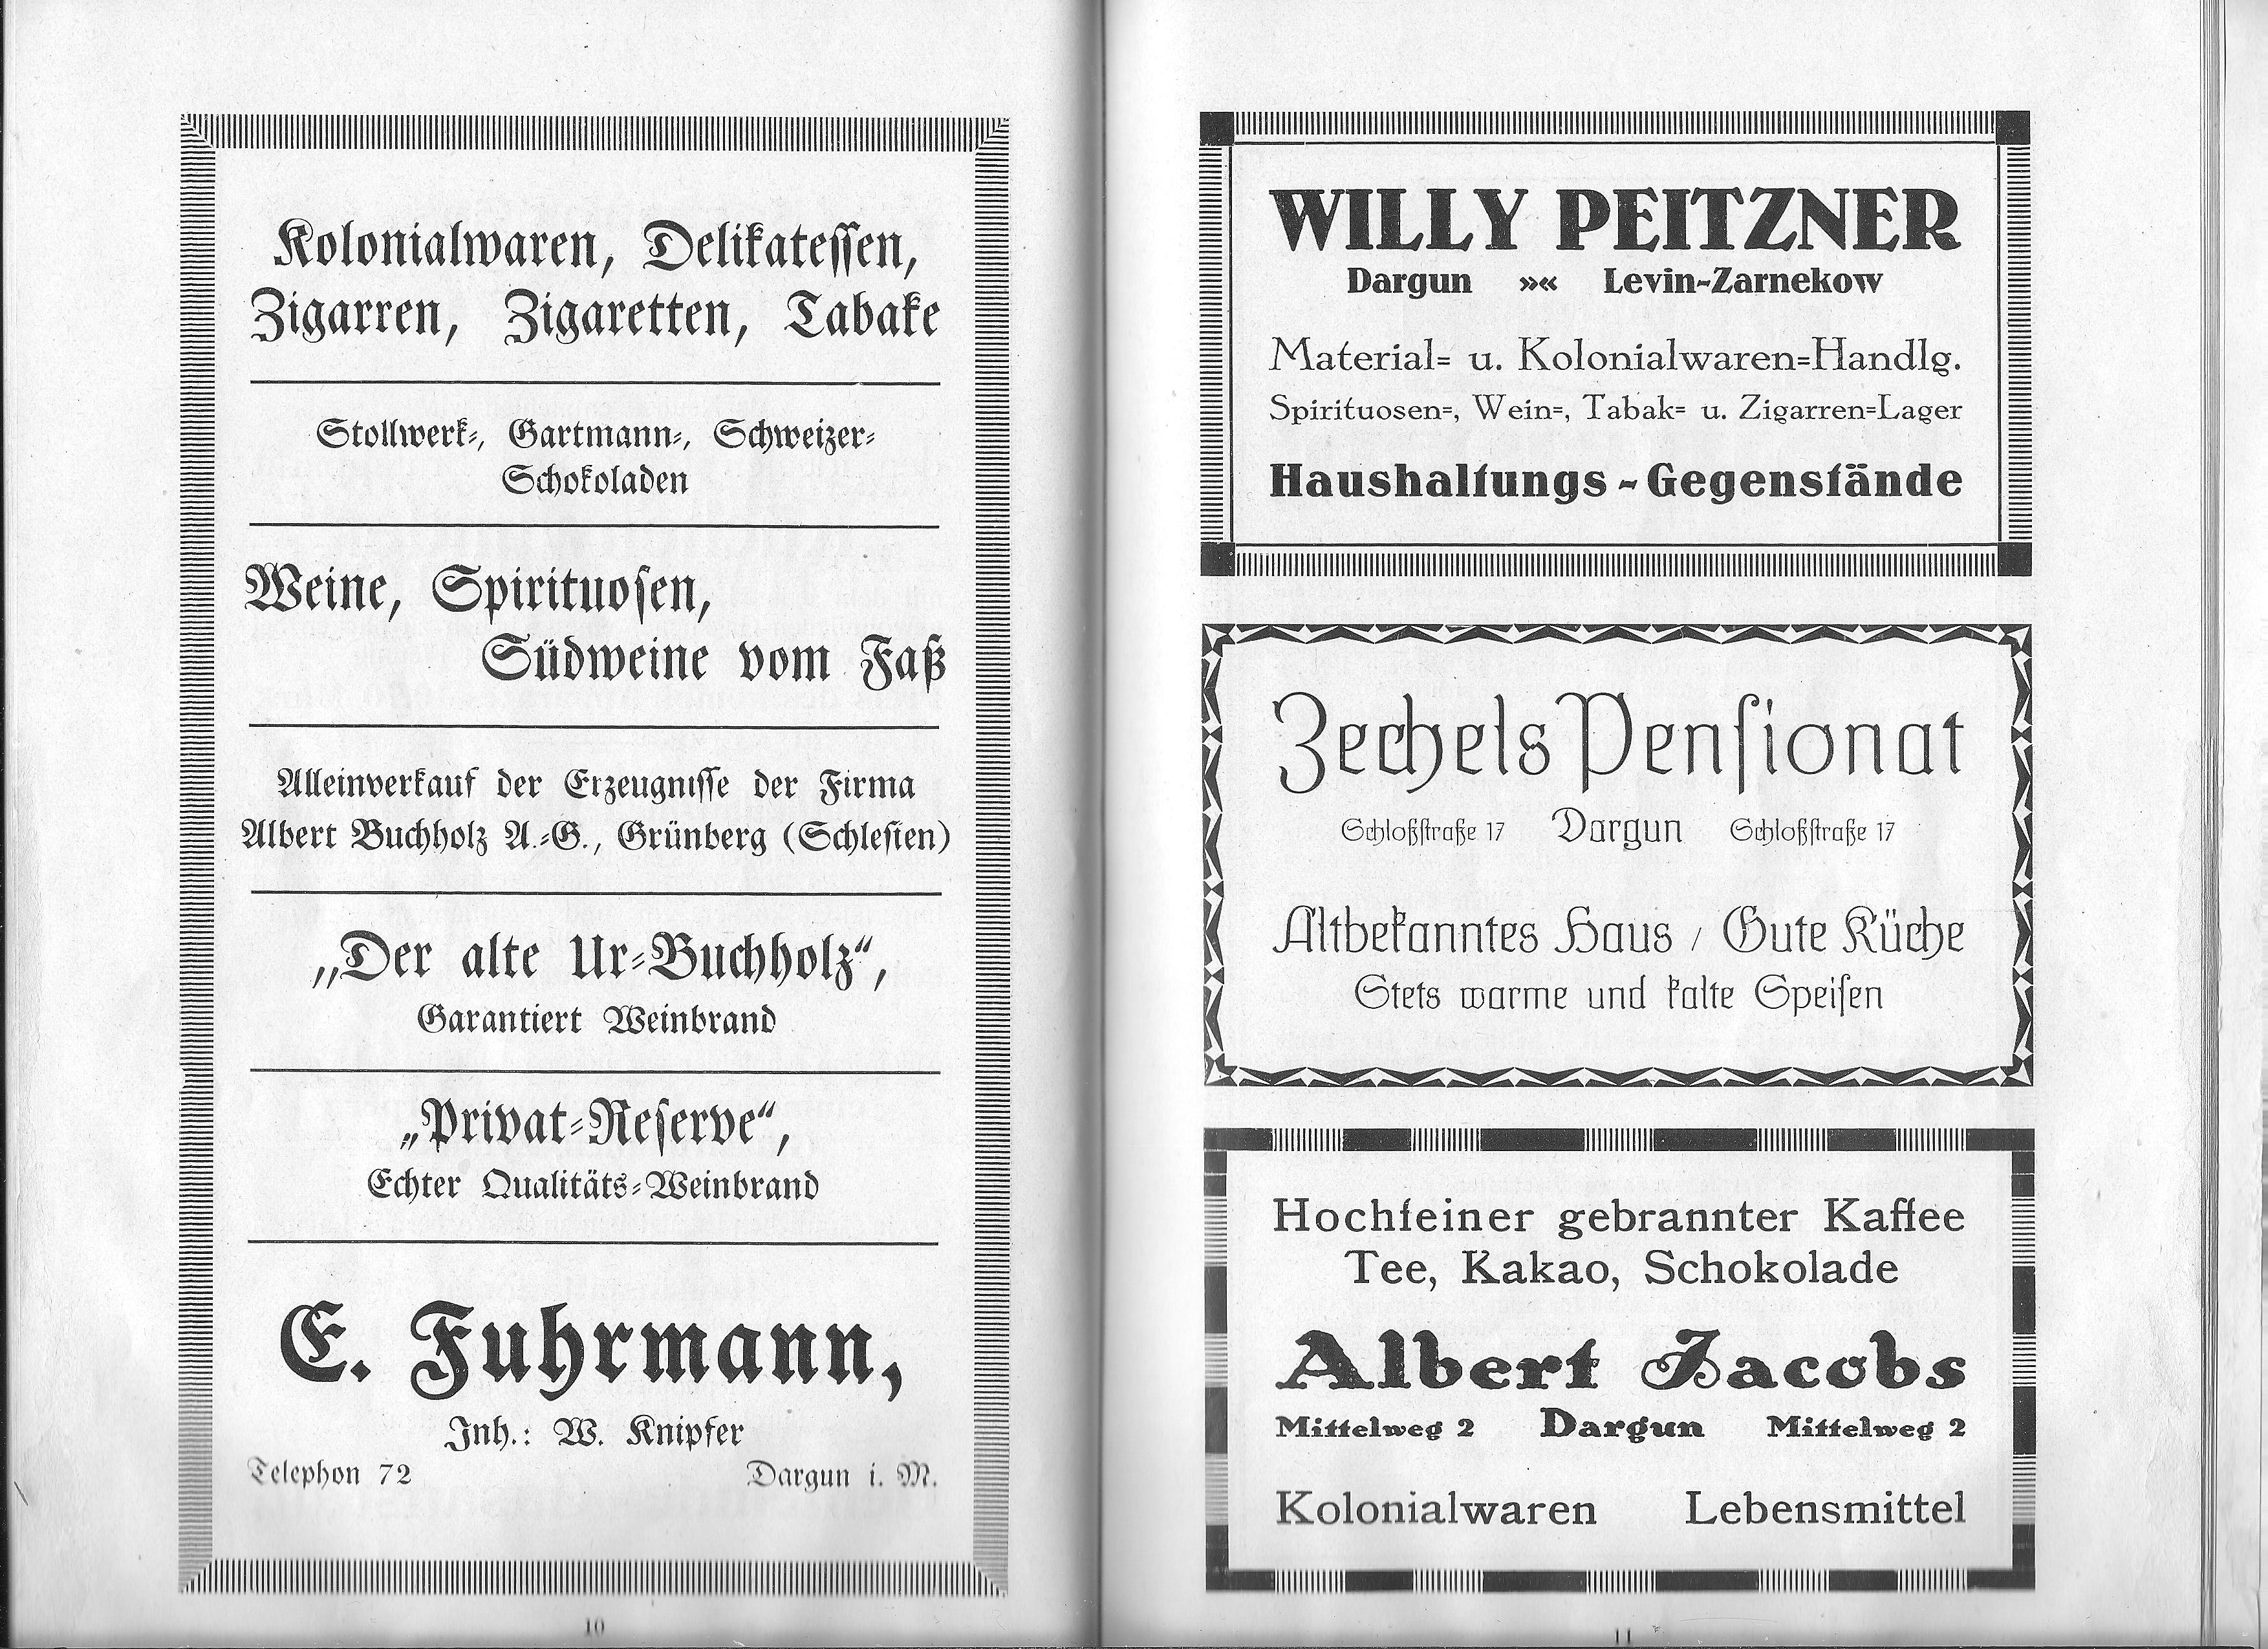 Kolonialwaren, Delikatessen,
Zigarren, Zigaretten, Tabake
Stollwerk-, Gartmann-, Schweizer-
Schokoladen
Weine, Spirituosen,
Südweine vom Faß
Alleinverkauf der Erzeugnisse der Firma
Albert Buchholz A.-G., Grünberg (Schlesien)
„Der alte Ur-Buchholz“,
Garantiert Weinbrand
„Privat-Reserve“,
Echter Qualitäts-Weinbrand
E. Fuhrmann,
Inh.: W. Knipfer
Telephon 72 Dargun i. M.
10
WILLY PEITZNER
Dargun »« Levin-Zarnekow
Material- u. Kolonialwaren-Handlg.
Spirituosen-, Wein-, Tabak- u. Zigarren-Lager
Haushaltungs-Gegenstände
Zechels Pensionat
Schloßstraße 17 Dargun Schloßstraße 17
Altbekanntes Haus / Gute Küche
Stets warme und kalte Speisen
Hochfeiner gebrannter Kaffee
Tee, Kakao, Schokolade
Albert Jacobs
Mittelweg 2 Dargun Mittelweg 2
Kolonialwaren Lebensmittel
11